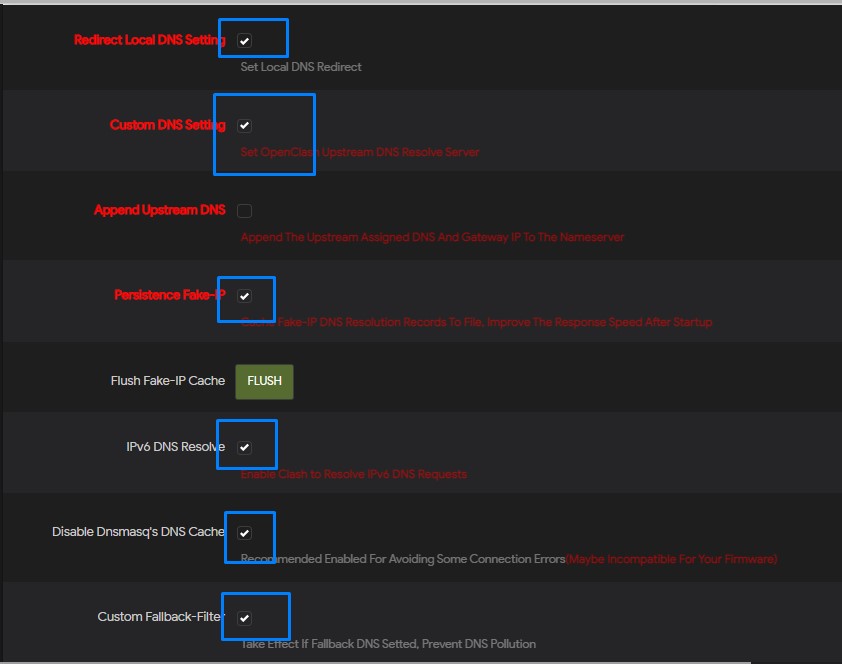 Redirect Local DNS Setting
Set Local DNS Redirect
Custom DNS Setting
Set OpenClash Upstream DNS Resolve Server
Append Upstream DNS
Append The Upstream Assigned DNS And Gateway IP To The Nameserver
Persistence Fake-IP
Cache Fake-IP DNS Resolution Records To File, Improve The Response Speed After Startup
Flush Fake-IP Cache FLUSH
IPv6 DNS Resolve
Enable Clash to Resolve IPv6 DNS Requests
Disable Dnsmasq's DNS Cache
Recommended Enabled For Avoiding Some Connection Errors(Maybe Incompatible For Your Firmware)
Custom Fallback-Filter
Take Effect If Fallback DNS Setted, Prevent DNS Pollution